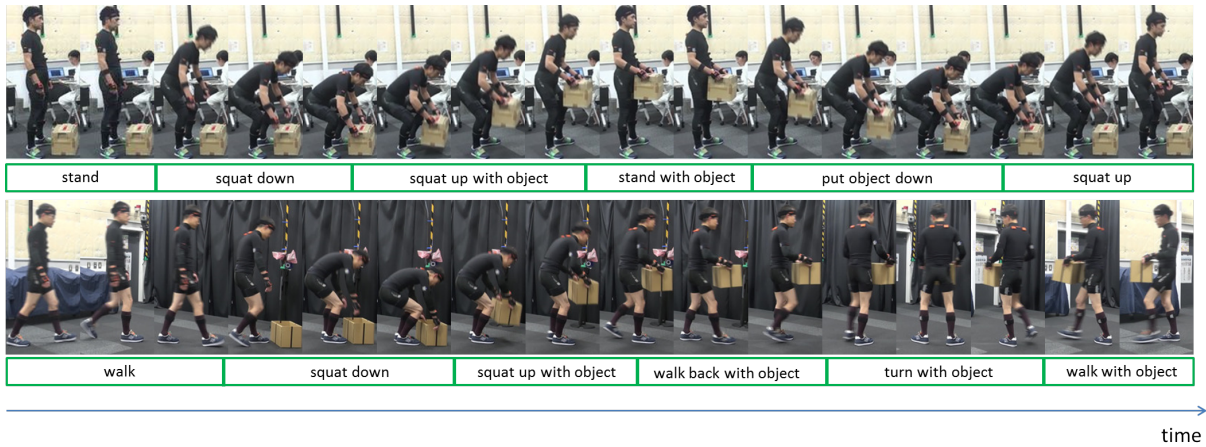 stand squat down squat up with object stand with object put object down squat up
walk squat down squat up with object walk back with object turn with object walk with object
time